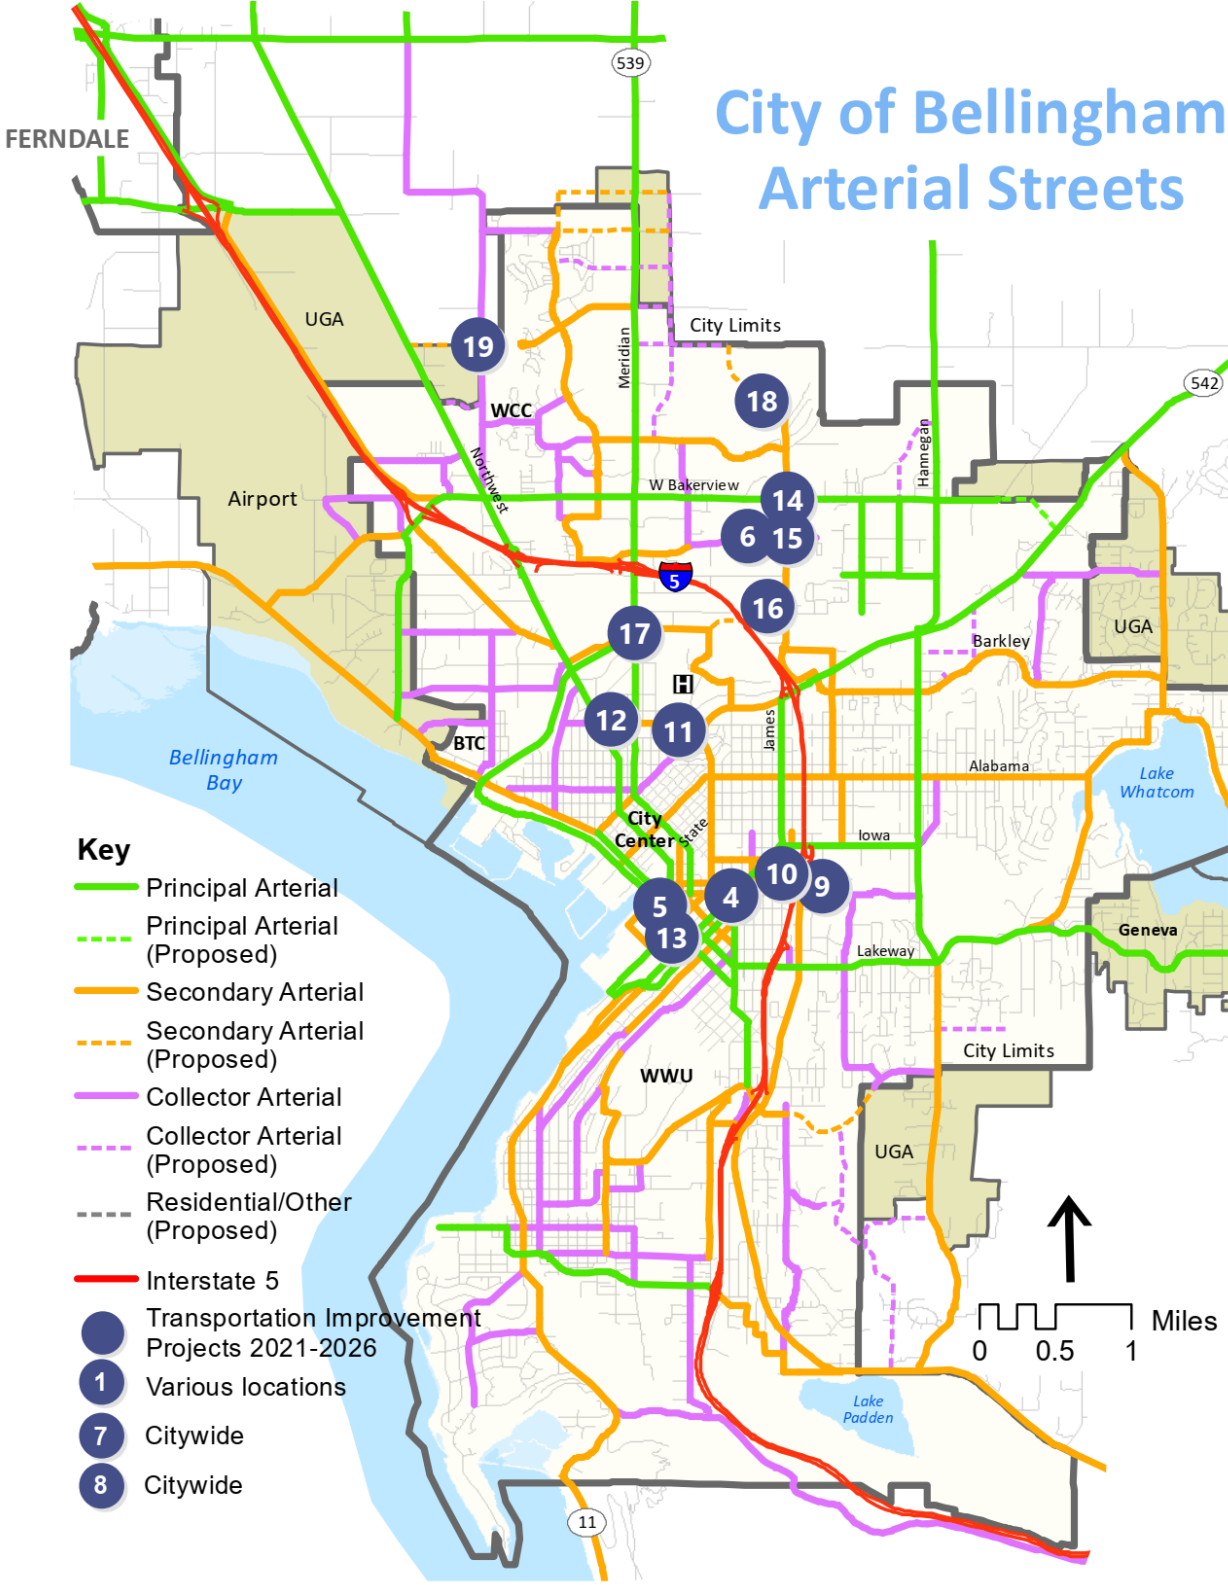 City of Bellingham
Arterial Streets
539
FERNDALE
UGA
City Limits
19
Meridian
18
542
WCC
Hannegan
Northwest
W Bakerview
Airport
14
6
15
5
16
UGA
17
Barkley
H
12
11
James
BTC
Bellingham
Bay
Alabama
Lake
Whatcom
City
Center
State
Iowa
10
9
4
5
13
Geneva
Lakeway
City Limits
WWU
UGA
Key
Principal Arterial
Principal Arterial
(Proposed)
Secondary Arterial
Secondary Arterial
(Proposed)
Collector Arterial
Collector Arterial
(Proposed)
Residential/Other
(Proposed)
Interstate 5
Transportation Improvement
Projects 2021-2026
1 Various locations
7 Citywide
8 Citywide
Miles
0 0.5 1
Lake
Padden
11